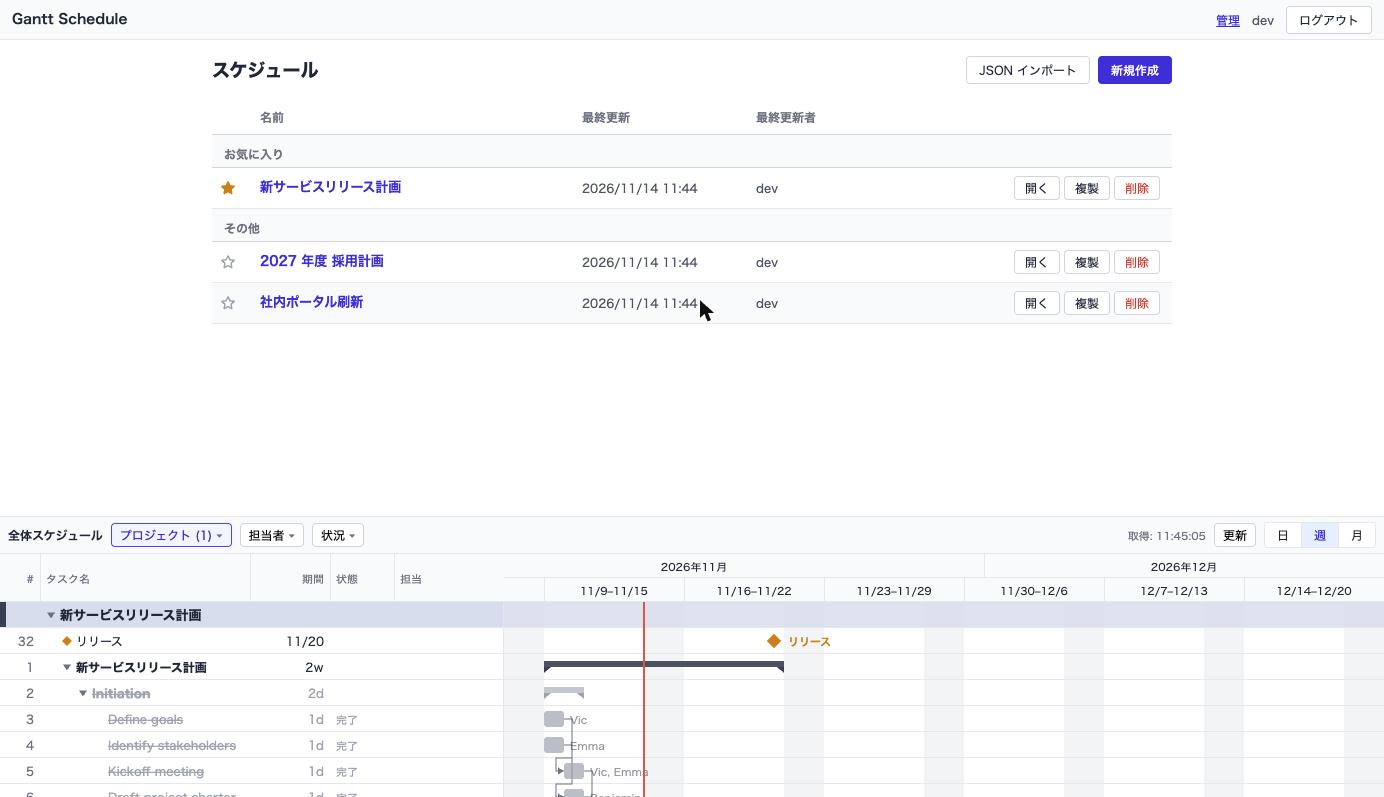 Gantt Schedule 管理 dev ログアウト
スケジュール JSON インポート 新規作成
名前 最終更新 最終更新者
お気に入り
新サービスリリース計画 2026/11/14 11:44 dev 開く 複製 削除
その他
2027 年度 採用計画 2026/11/14 11:44 dev 開く 複製 削除
社内ポータル刷新 2026/11/14 11:44 dev 開く 複製 削除
全体スケジュール プロジェクト (1) 担当者 状況 取得: 11:45:05 更新 日 週 月
2026年11月 2026年12月
# タスク名 期間 状態 担当
11/9–11/15 11/16–11/22 11/23–11/29 11/30–12/6 12/7–12/13 12/14–12/20
新サービスリリース計画
32 リリース 11/20 リリース
1 新サービスリリース計画 2w
2 Initiation 2d
3 Define goals 1d 完了 Vic
4 Identify stakeholders 1d 完了 Emma
5 Kickoff meeting 1d 完了 Vic, Emma
6 Draft project charter 1d 完了 Benjamin